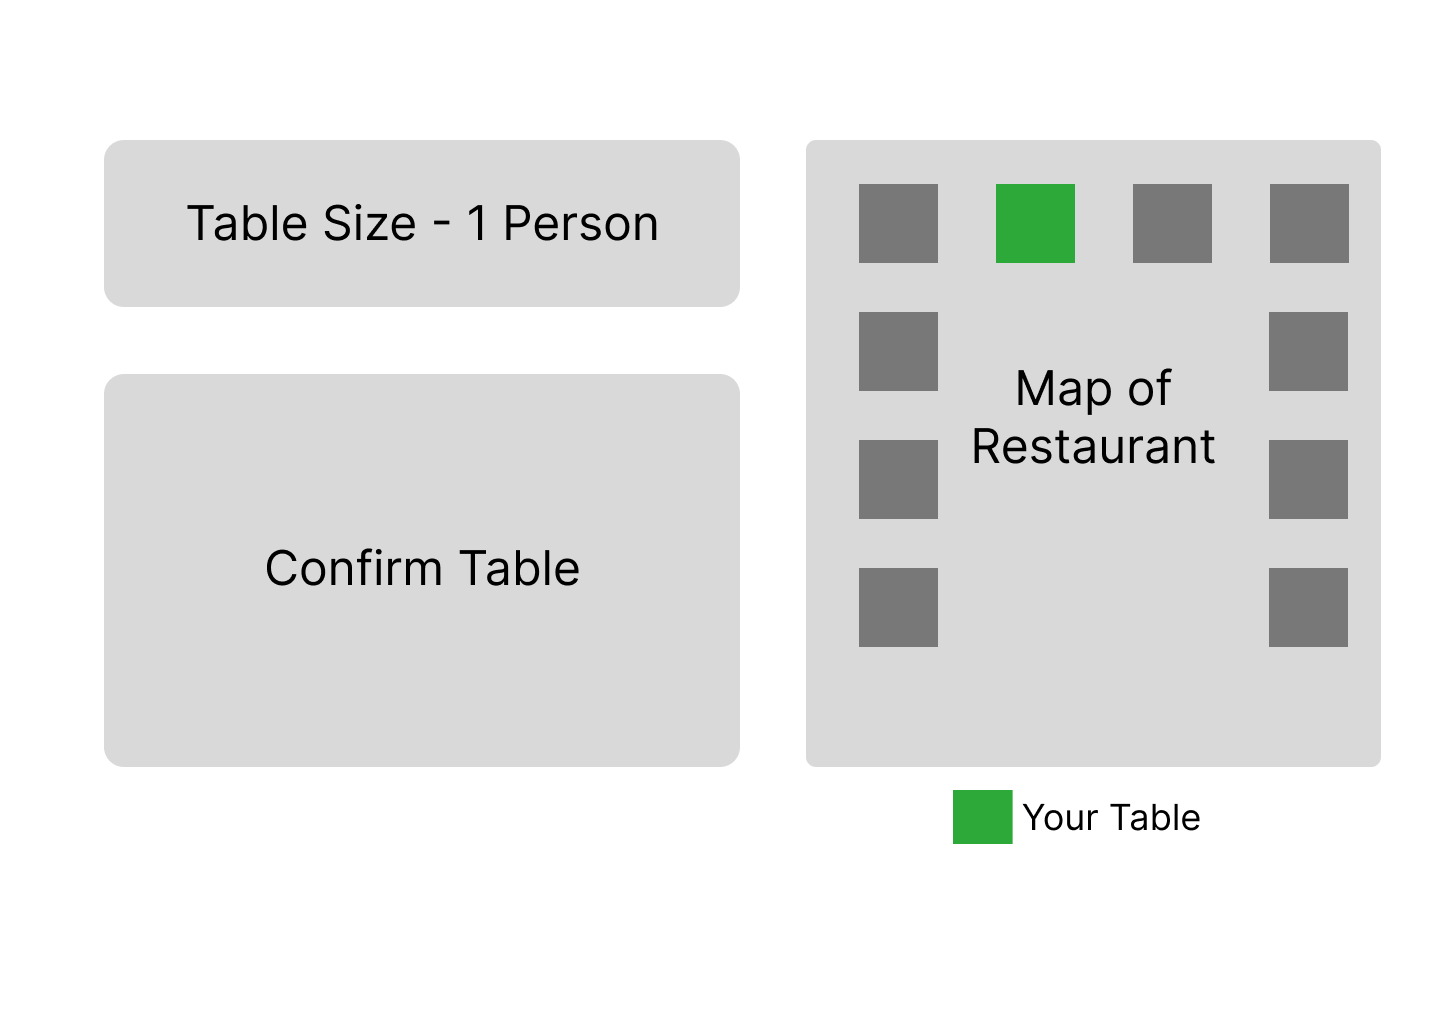 Table Size - 1 Person
Confirm Table
Map of
Restaurant
Your Table